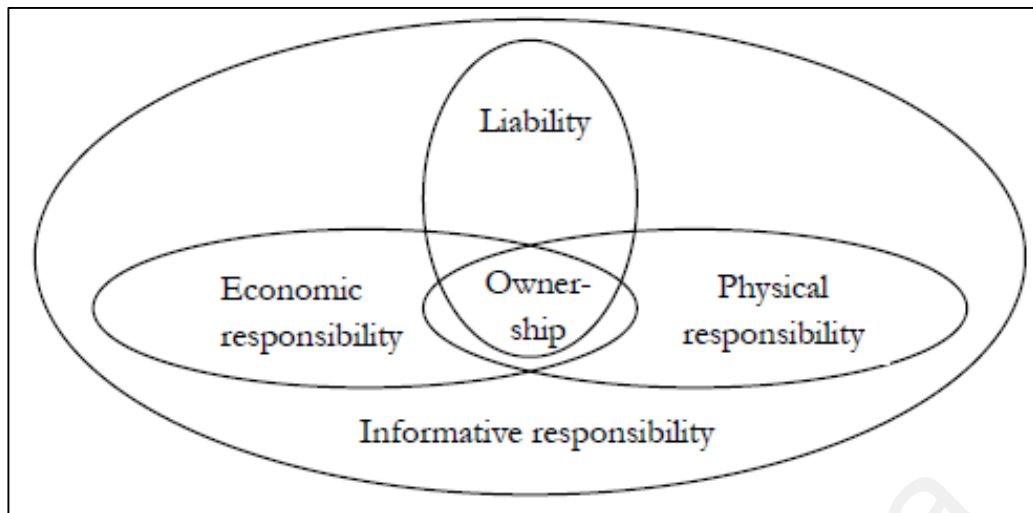 Liability
Economic
responsibility
Owner-
ship
Physical
responsibility
Informative responsibility